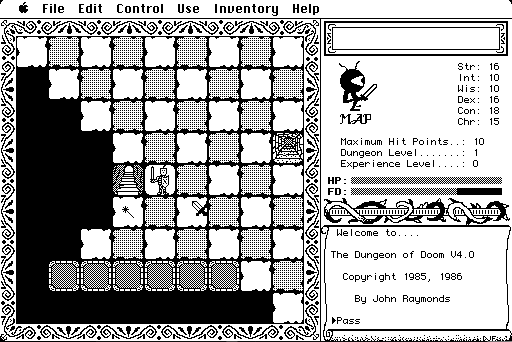 File Edit Control Use Inventory Help
Str: 16
Int: 10
Wis: 10
Dex: 16
Con: 18
Chr: 15
MAP
Maximum Hit Points..: 10
Dungeon Level.......: 1
Experience Level....: 0
HP:
FD:
Welcome to....
The Dungeon of Doom V4.0
Copyright 1985, 1986
By John Raymonds
▶Pass